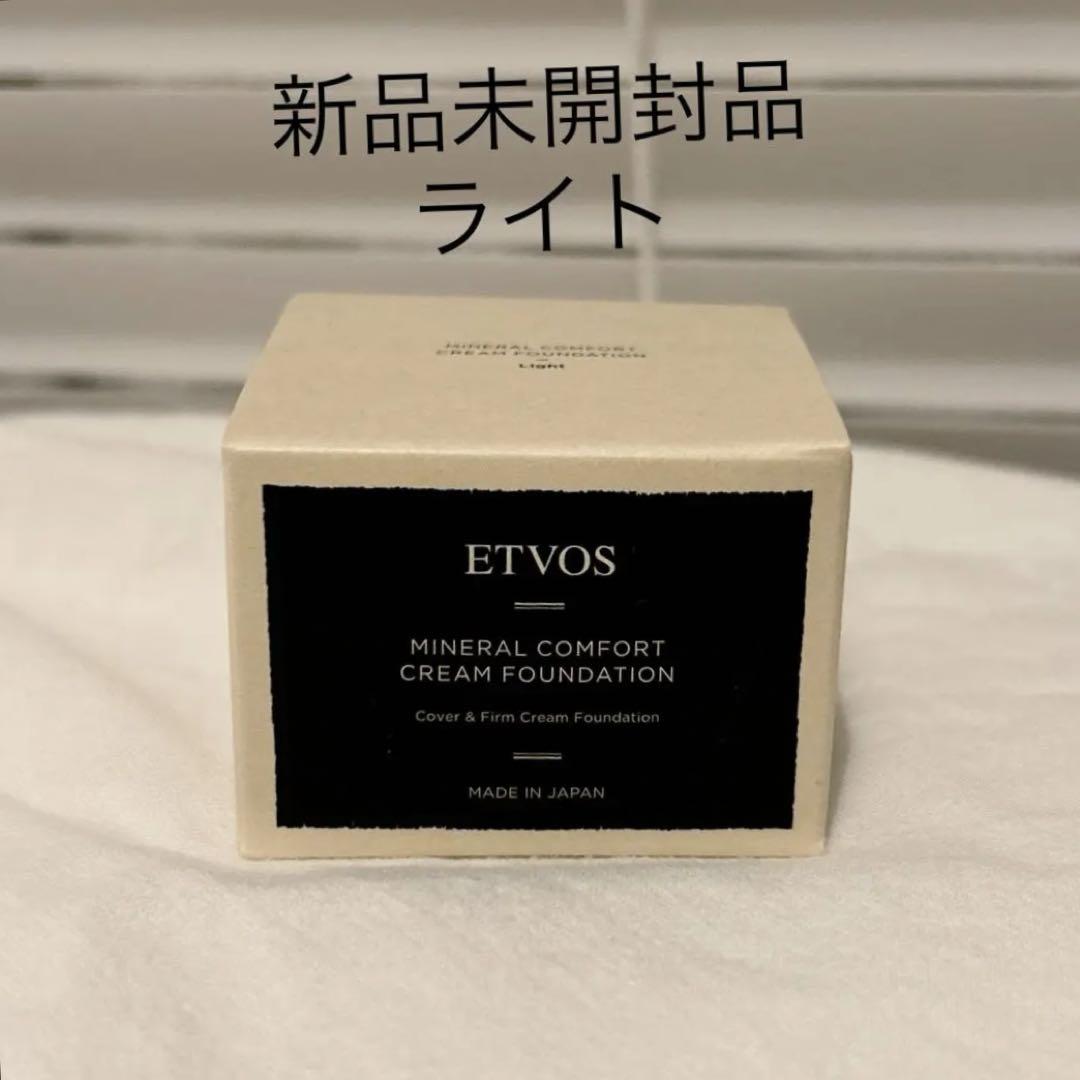 新品未開封品
ライト
MINERAL COMFORT
CREAM FOUNDATION
Light
ETVOS
MINERAL COMFORT
CREAM FOUNDATION
Cover & Firm Cream Foundation
MADE IN JAPAN